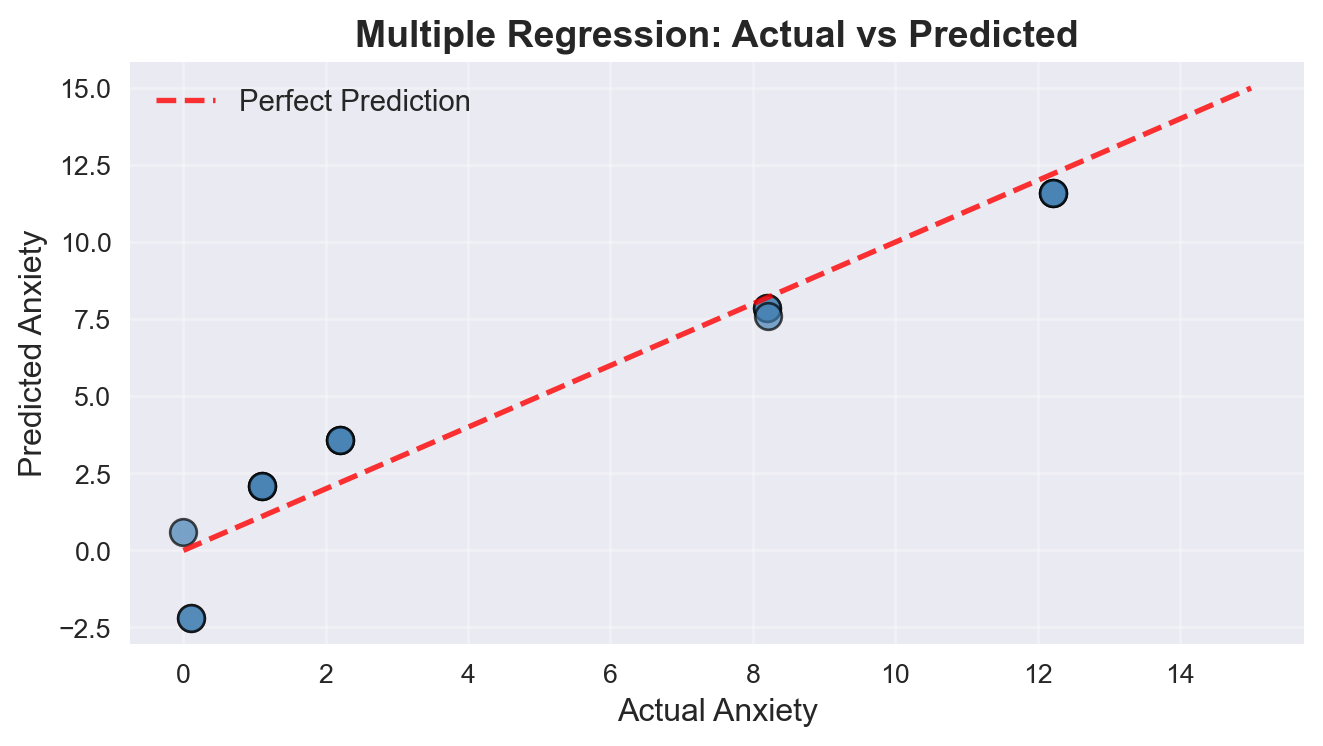 Multiple Regression: Actual vs Predicted
Perfect Prediction
Predicted Anxiety
15.0
12.5
10.0
7.5
5.0
2.5
0.0
−2.5
0 2 4 6 8 10 12 14
Actual Anxiety